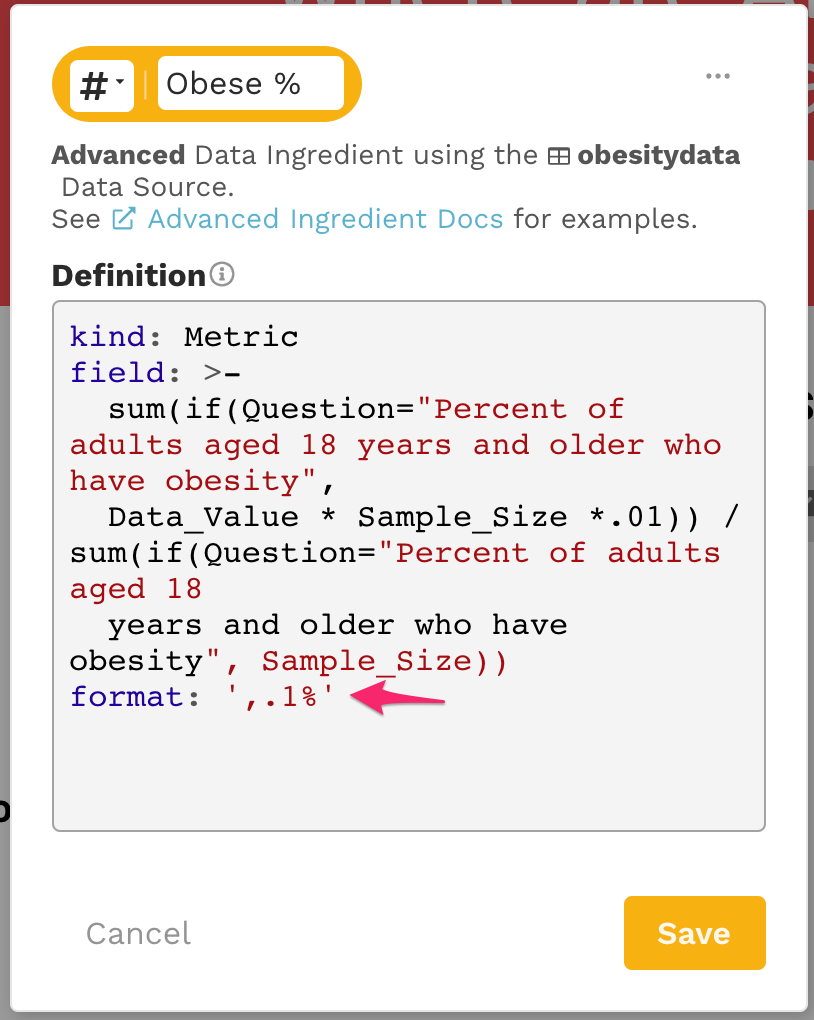 # Obese %
Advanced Data Ingredient using the obesitydata
Data Source.
See Advanced Ingredient Docs for examples.
Definition
kind: Metric
field: >-
sum(if(Question="Percent of
adults aged 18 years and older who
have obesity",
Data_Value * Sample_Size *.01)) /
sum(if(Question="Percent of adults
aged 18
years and older who have
obesity", Sample_Size))
format: ',.1%'
Cancel
Save